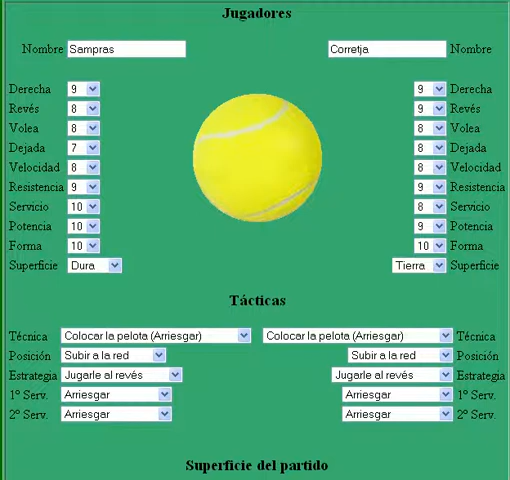 Jugadores
Nombre Sampras Corretja Nombre
Derecha 9 9 Derecha
Revés 8 9 Revés
Volea 8 8 Volea
Dejada 7 8 Dejada
Velocidad 8 8 Velocidad
Resistencia 9 9 Resistencia
Servicio 10 8 Servicio
Potencia 10 9 Potencia
Forma 10 10 Forma
Superficie Dura Tierra Superficie
Tácticas
Técnica Colocar la pelota (Arriesgar) Colocar la pelota (Arriesgar) Técnica
Posición Subir a la red Subir a la red Posición
Estrategia Jugarle al revés Jugarle al revés Estrategia
1º Serv. Arriesgar Arriesgar 1º Serv.
2º Serv. Arriesgar Arriesgar 2º Serv.
Superficie del partido